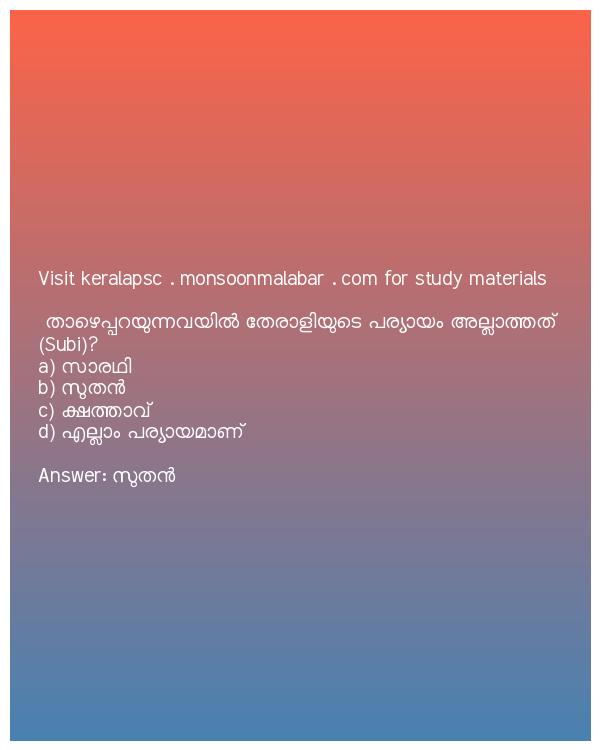 Visit keralapsc . monsoonmalabar . com for study materials
താഴെപ്പറയുന്നവയിൽ തേരാളിയുടെ പര്യായം അല്ലാത്തത്
(Subi)?
a) സാരഥി
b) സുതൻ
c) ക്ഷത്താവ്
d) എല്ലാം പര്യായമാണ്
Answer: സുതൻ